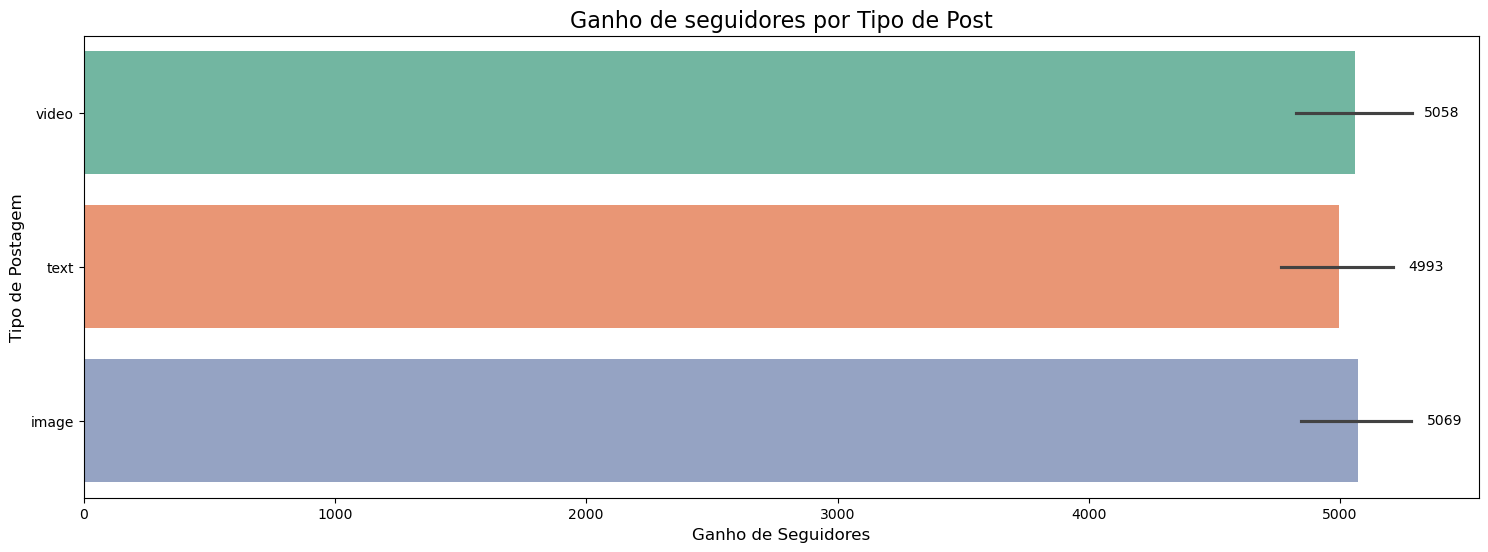 Ganho de seguidores por Tipo de Post
Tipo de Postagem
video
5058
text
4993
image
5069
0 1000 2000 3000 4000 5000
Ganho de Seguidores